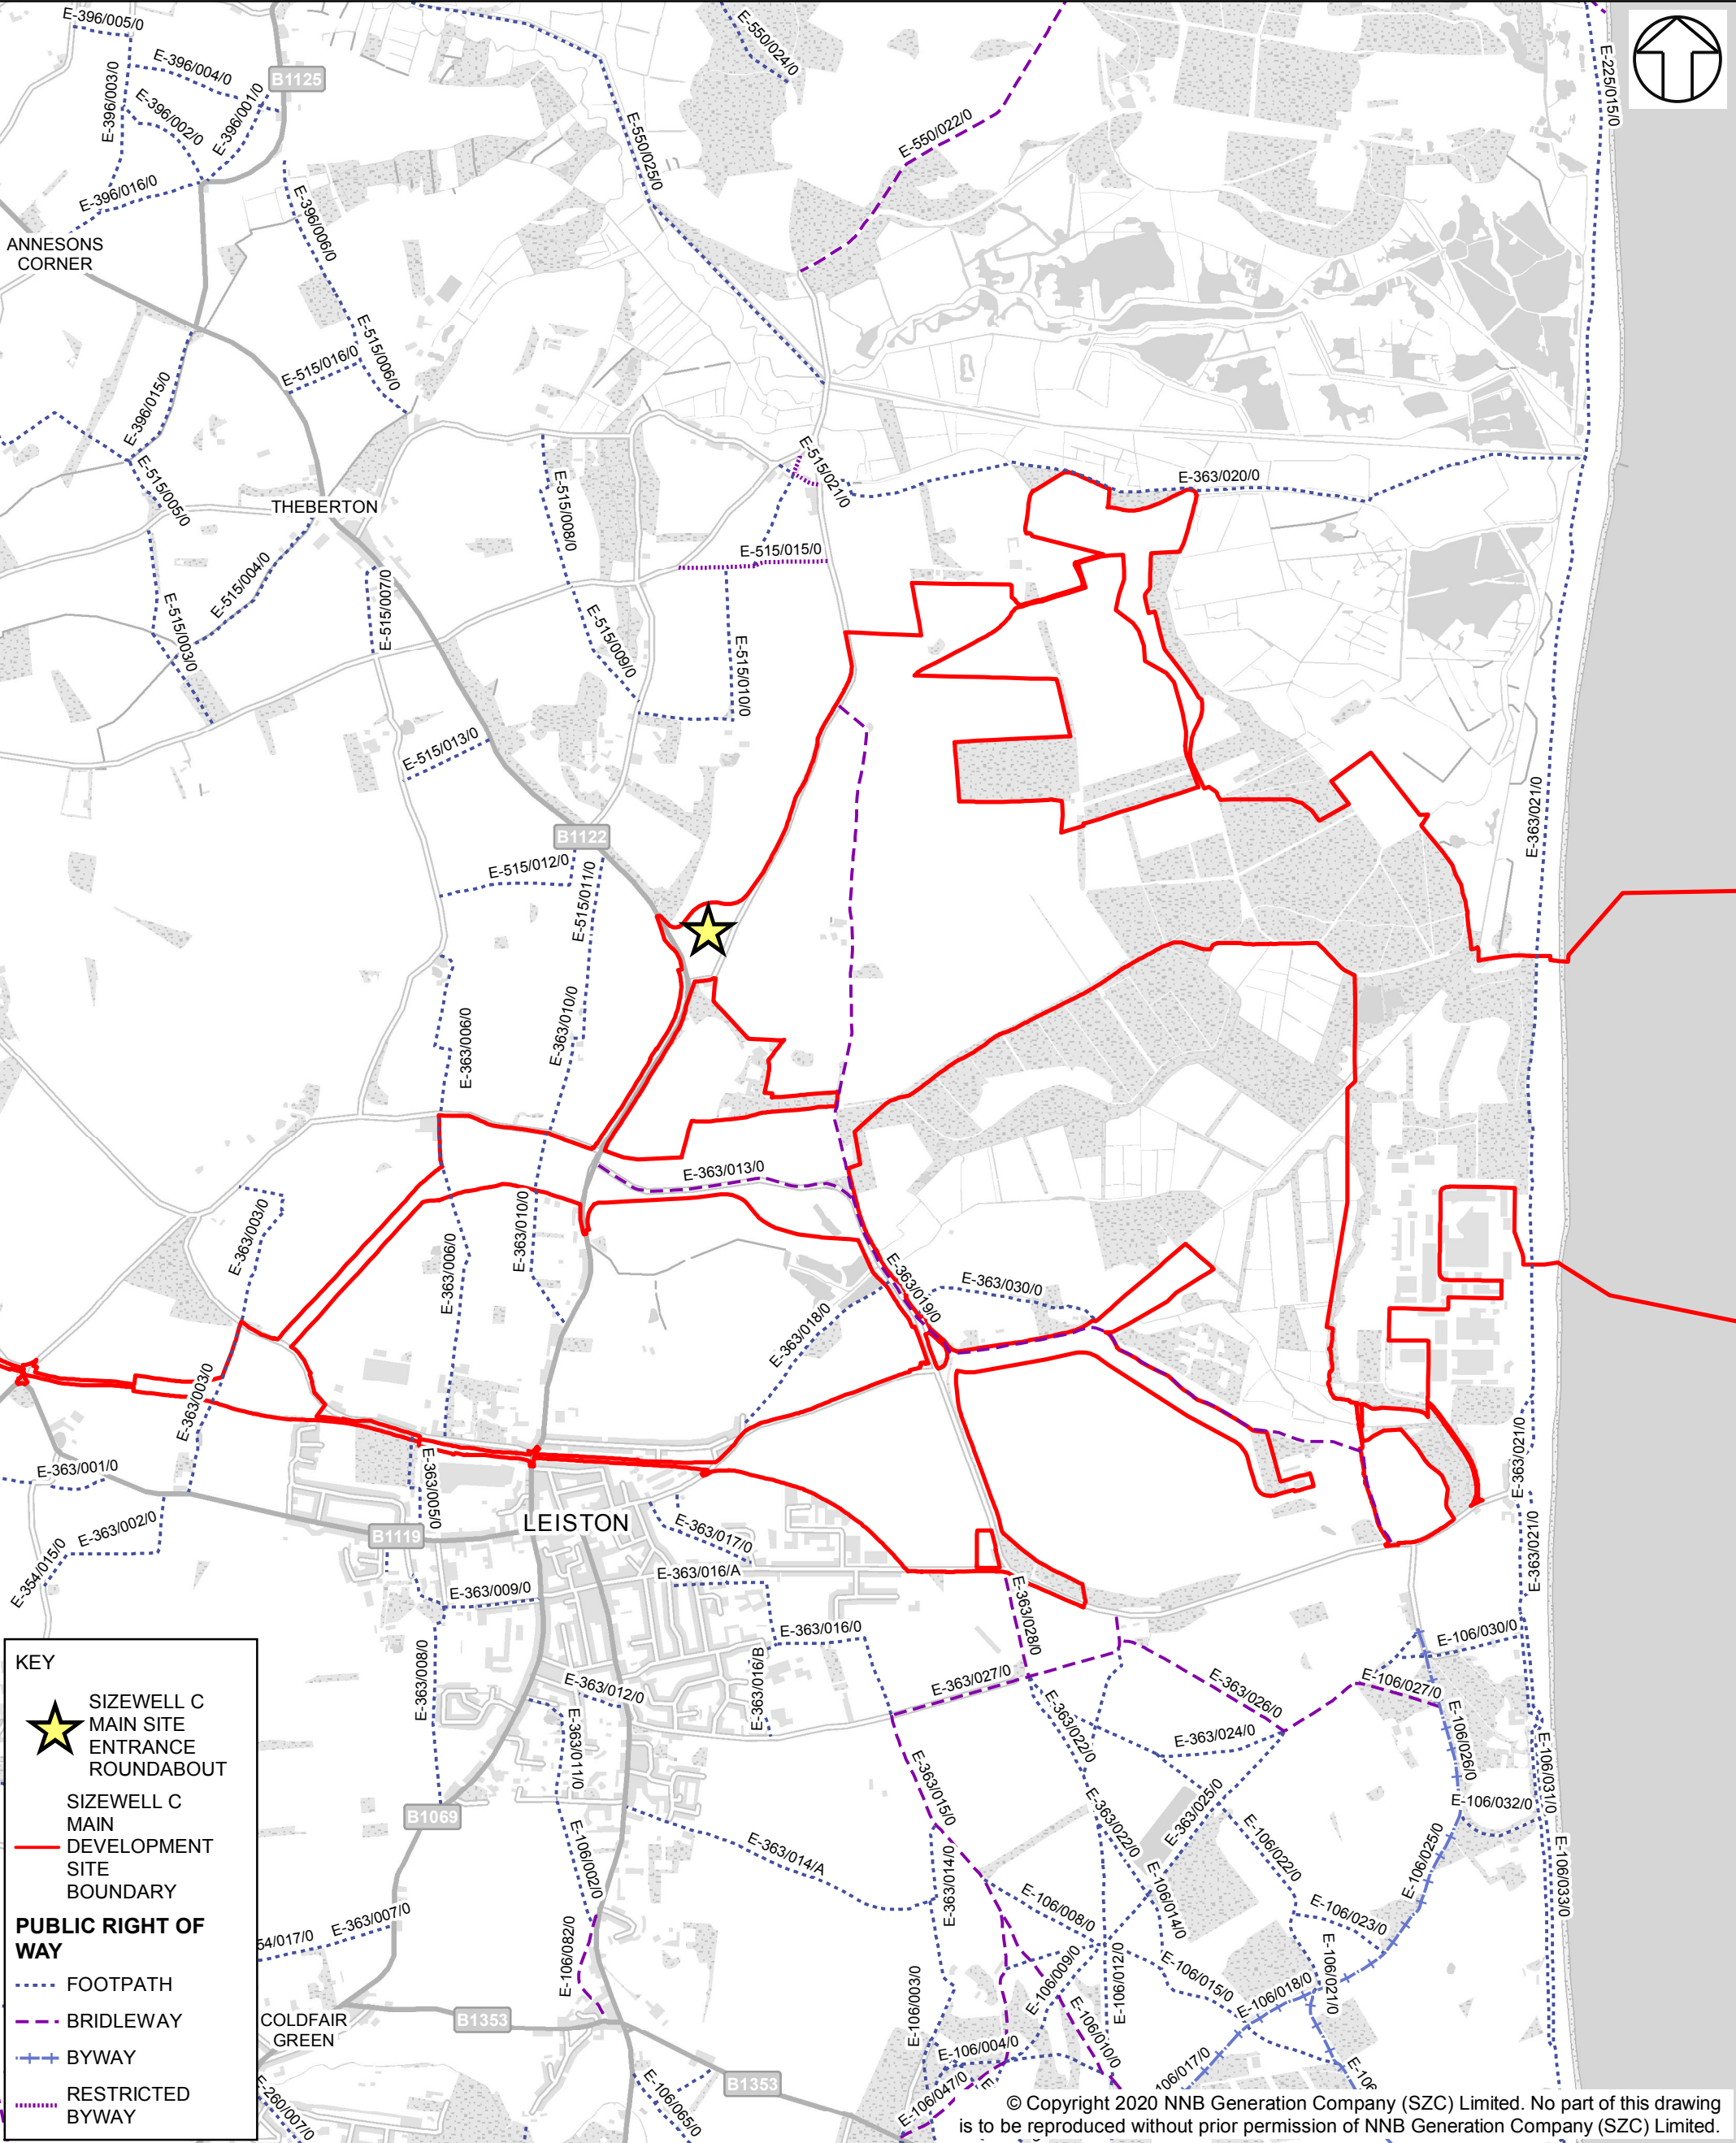 E-396/005/0
E-396/003/0
E-396/004/0
E-396/002/0
E-396/001/0
B1125
E-396/016/0
E-396/006/0
ANNESONS
CORNER
E-550/024/0
E-550/025/0
E-550/022/0
E-225/015/0
E-515/016/0
E-515/006/0
E-396/015/0
E-515/005/0
THEBERTON
E-515/004/0
E-515/003/0
E-515/007/0
E-515/008/0
E-515/009/0
E-515/021/0
E-515/015/0
E-515/010/0
E-363/020/0
E-515/013/0
B1122
E-515/012/0
E-515/011/0
E-363/021/0
E-363/006/0
E-363/010/0
E-363/013/0
E-363/003/0
E-363/006/0
E-363/010/0
E-363/019/0
E-363/030/0
E-363/018/0
E-363/003/0
E-363/001/0
E-363/005/0
E-363/002/0
E-354/015/0
B1119
LEISTON
E-363/017/0
E-363/016/A
E-363/009/0
E-363/021/0
E-363/021/0
E-363/028/0
E-363/016/0
E-363/016/B
E-363/008/0
E-363/012/0
E-363/011/0
E-363/027/0
E-363/026/0
E-106/030/0
E-106/027/0
E-363/022/0
E-363/024/0
E-106/026/0
E-106/031/0
E-106/032/0
E-363/015/0
E-363/022/0
E-363/025/0
E-106/022/0
E-106/025/0
B1069
E-106/002/0
E-363/014/A
E-363/014/0
E-106/014/0
E-106/033/0
E-106/008/0
E-106/023/0
E-363/007/0
54/017/0
E-106/082/0
E-106/009/0
E-106/012/0
E-106/015/0
E-106/021/0
E-106/018/0
E-106/003/0
E-106/010/0
E-106/004/0
E-106/047/0
106/017/0
E-106
E
COLDFAIR
GREEN
B1353
B1353
E-106/065/0
E-260/007/0
KEY
SIZEWELL C
MAIN SITE
ENTRANCE
ROUNDABOUT
SIZEWELL C
MAIN
DEVELOPMENT
SITE
BOUNDARY
PUBLIC RIGHT OF
WAY
FOOTPATH
BRIDLEWAY
BYWAY
RESTRICTED
BYWAY
© Copyright 2020 NNB Generation Company (SZC) Limited. No part of this drawing
is to be reproduced without prior permission of NNB Generation Company (SZC) Limited.